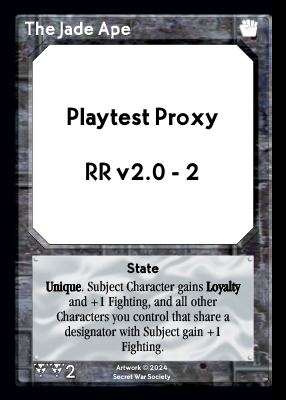 The Jade Ape
Playtest Proxy
RR v2.0 - 2
State
Unique. Subject Character gains Loyalty
and +1 Fighting, and all other
Characters you control that share a
designator with Subject gain +1
Fighting.
2
Artwork © 2024
Secret War Society